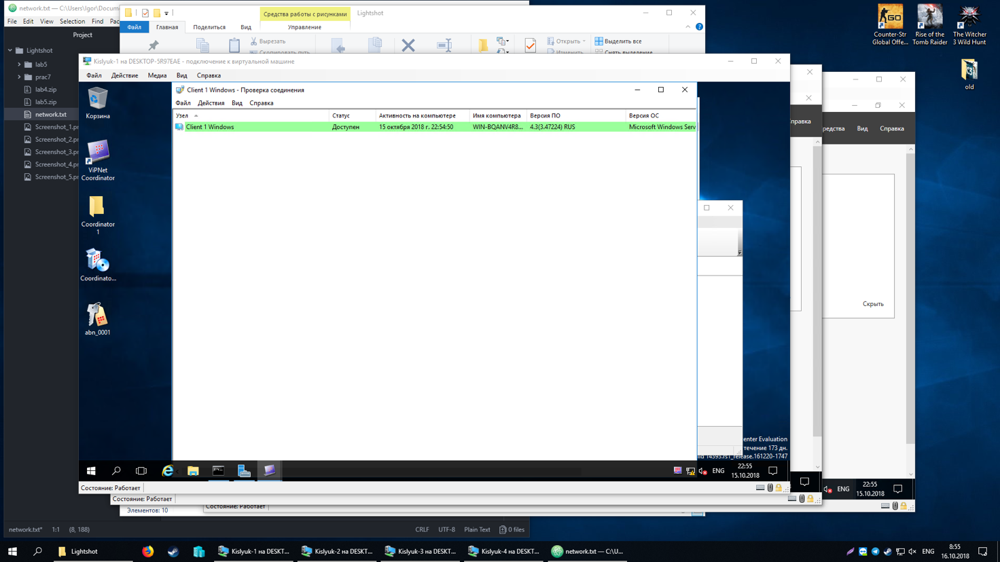 network.txt — C:\Users\Igor\Docum
File Edit View Selection Find Pac
Project
Lightshot
lab5
prac7
lab4.zip
lab5.zip
network.txt
Screenshot_1.pr
Screenshot_2.pr
Screenshot_3.pr
Screenshot_4.pr
Screenshot_5.pr
network.txt* 1:1 (8, 188)
CRLF UTF-8 Plain Text 0 files
Средства работы с рисунками Lightshot
Файл Главная Поделиться Вид Управление
Вырезать
Скопировать путь
Открыть
Изменить
Выделить все
Снять выделение
Элементов: 10
Kislyuk-1 на DESKTOP-5R97EAE - подключение к виртуальной машине
Файл Действие Медиа Вид Справка
Корзина
ViPNet
Coordinator
Coordinator
1
Coordinato...
abn_0001
Client 1 Windows - Проверка соединения
Файл Действия Вид Справка
Узел Статус Активность на компьютере Имя компьютера Версия ПО Версия ОС
Client 1 Windows Доступен 15 октября 2018 г. 22:54:50 WIN-BQANV4R8... 4.3(3.47224) RUS Microsoft Windows Serv
enter Evaluation
течение 173 дн.
ild 14393.rs1_release.161220-1747
ENG
22:55
15.10.2018
Состояние: Работает
Состояние: Работает
Состояние: Работает
правка
редства Вид Справка
Скрыть
ENG
22:55
15.10.2018
Counter-Str
Global Offe...
Rise of the
Tomb Raider
The Witcher
3 Wild Hunt
old
Lightshot
Kislyuk-1 на DESKT...
Kislyuk-2 на DESKT...
Kislyuk-3 на DESKT...
Kislyuk-4 на DESKT...
network.txt — C:\U...
ENG
8:55
16.10.2018